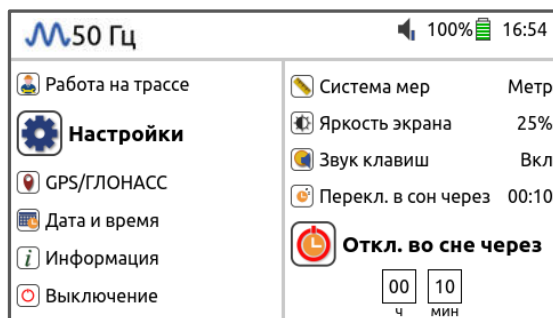 50 Гц 100% 16:54
Работа на трассе
Настройки
GPS/ГЛОНАСС
Дата и время
Информация
Выключение
Система мер Метр
Яркость экрана 25%
Звук клавиш Вкл
Перекл. в сон через 00:10
Откл. во сне через
00 10
ч мин